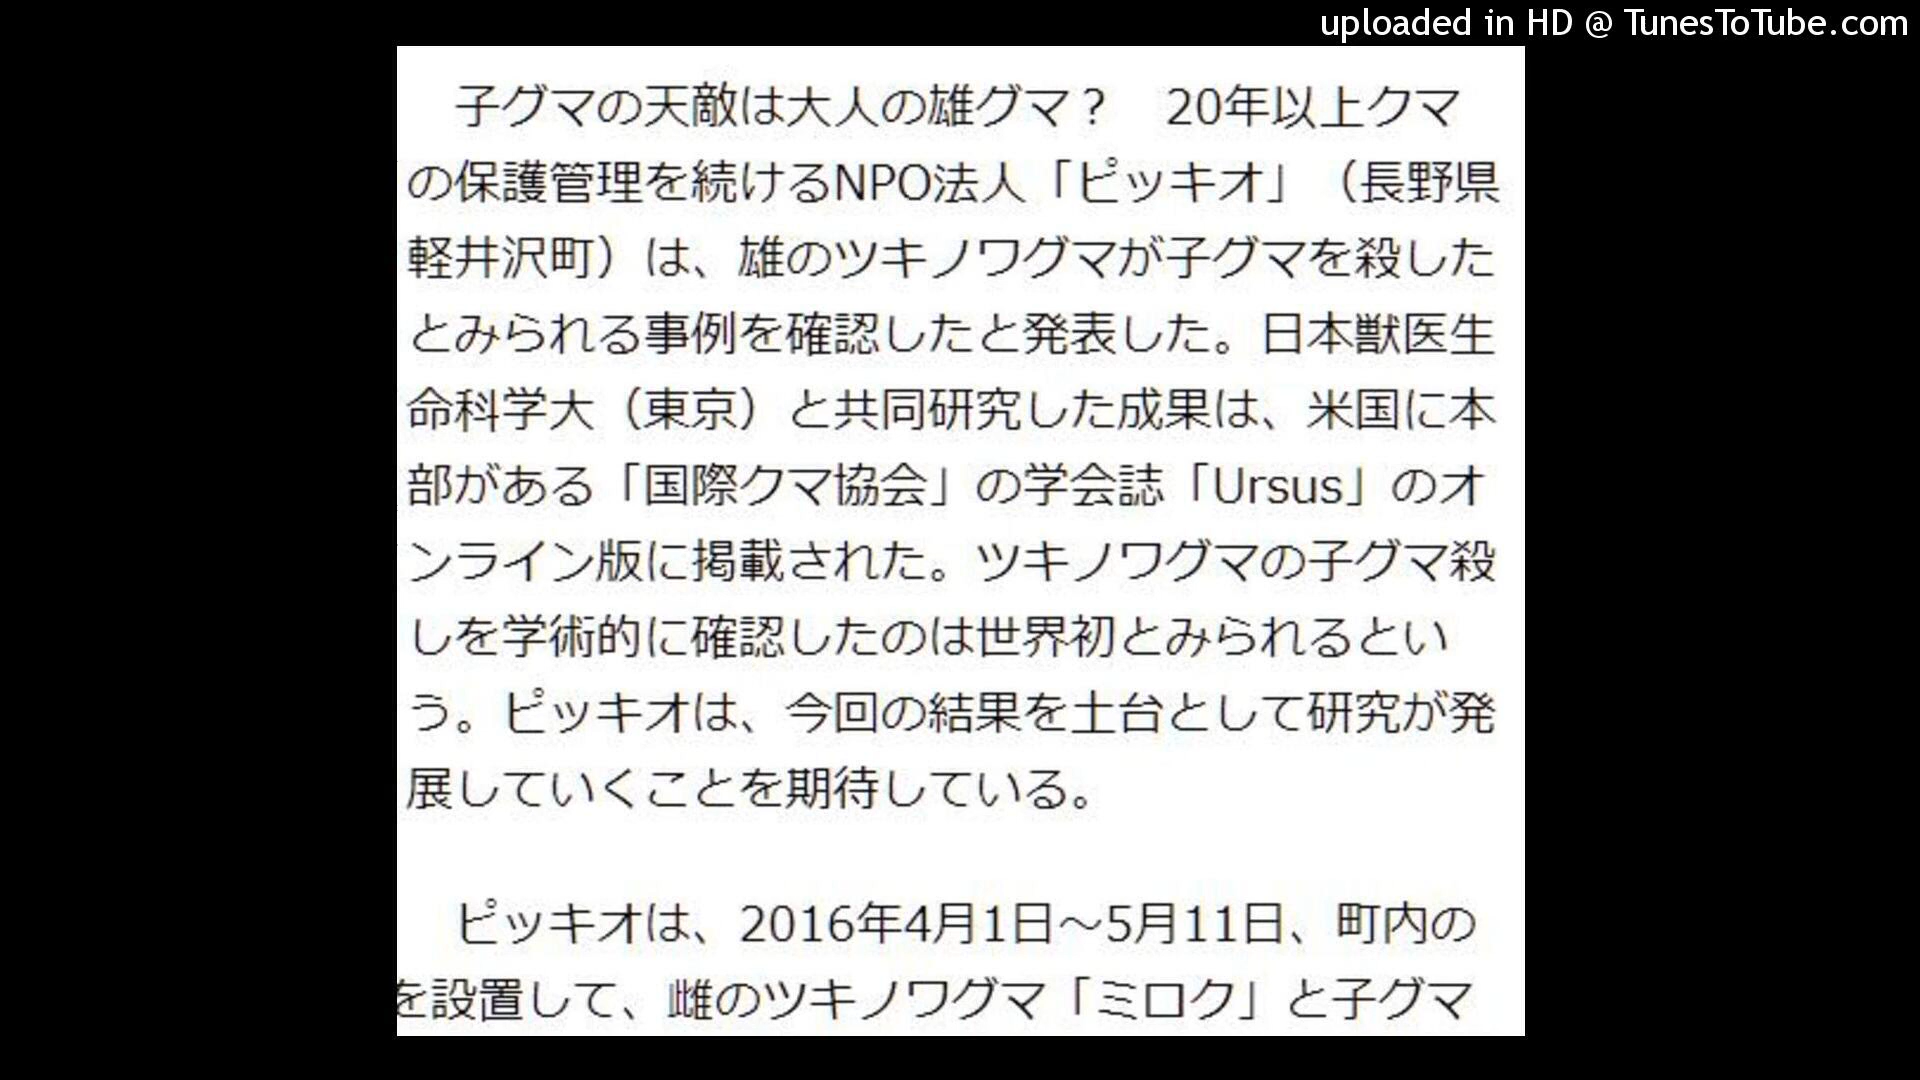 uploaded in HD @ TunesToTube.com
子グマの天敵は大人の雄グマ？　20年以上クマ
の保護管理を続けるNPO法人「ピッキオ」（長野県
軽井沢町）は、雄のツキノワグマが子グマを殺した
とみられる事例を確認したと発表した。日本獣医生
命科学大（東京）と共同研究した成果は、米国に本
部がある「国際クマ協会」の学会誌「Ursus」のオ
ンライン版に掲載された。ツキノワグマの子グマ殺
しを学術的に確認したのは世界初とみられるとい
う。ピッキオは、今回の結果を土台として研究が発
展していくことを期待している。
ピッキオは、2016年4月1日～5月11日、町内の
を設置して、雌のツキノワグマ「ミロク」と子グマ